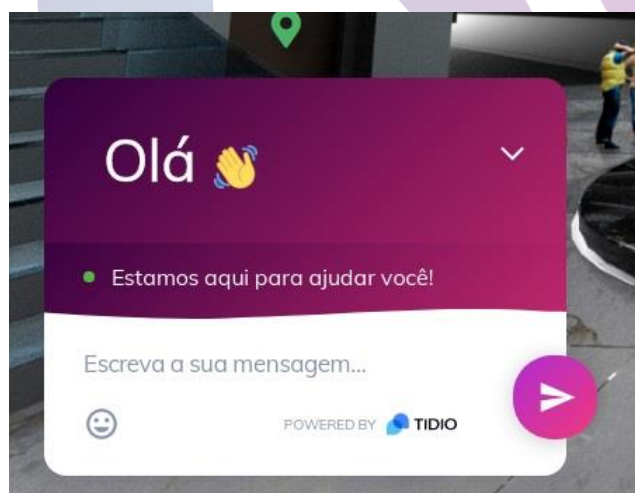 Olá 👋
Estamos aqui para ajudar você!
Escreva a sua mensagem...
POWERED BY TIDIO